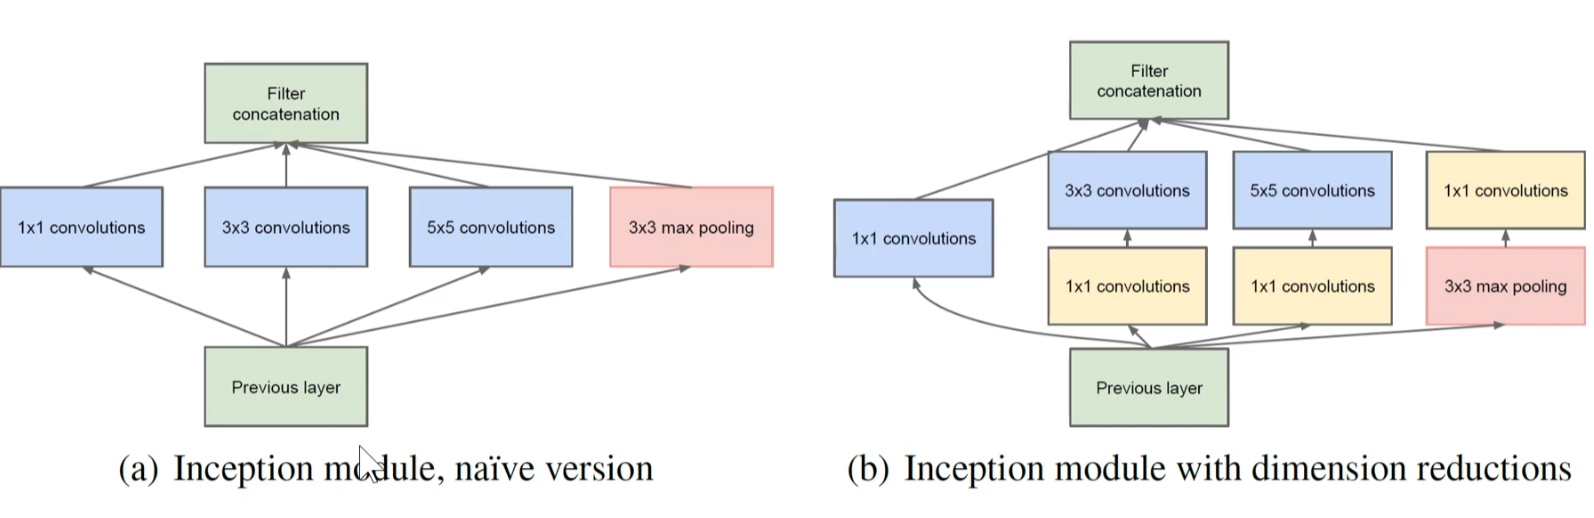 Filter
concatenation
1x1 convolutions
3x3 convolutions
5x5 convolutions
3x3 max pooling
Previous layer
(a) Inception module, naïve version
Filter
concatenation
3x3 convolutions
5x5 convolutions
1x1 convolutions
1x1 convolutions
1x1 convolutions
1x1 convolutions
3x3 max pooling
Previous layer
(b) Inception module with dimension reductions